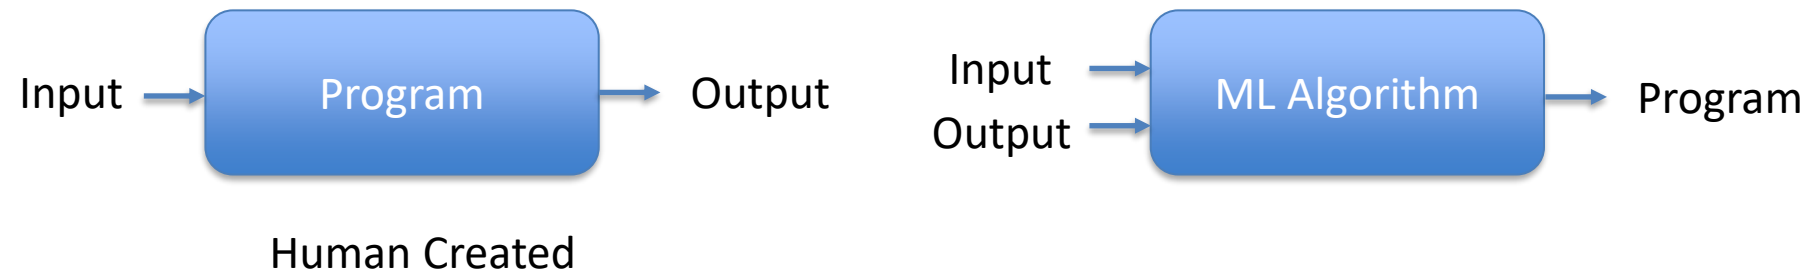 Input
Program
Output
Human Created
Input
Output
ML Algorithm
Program